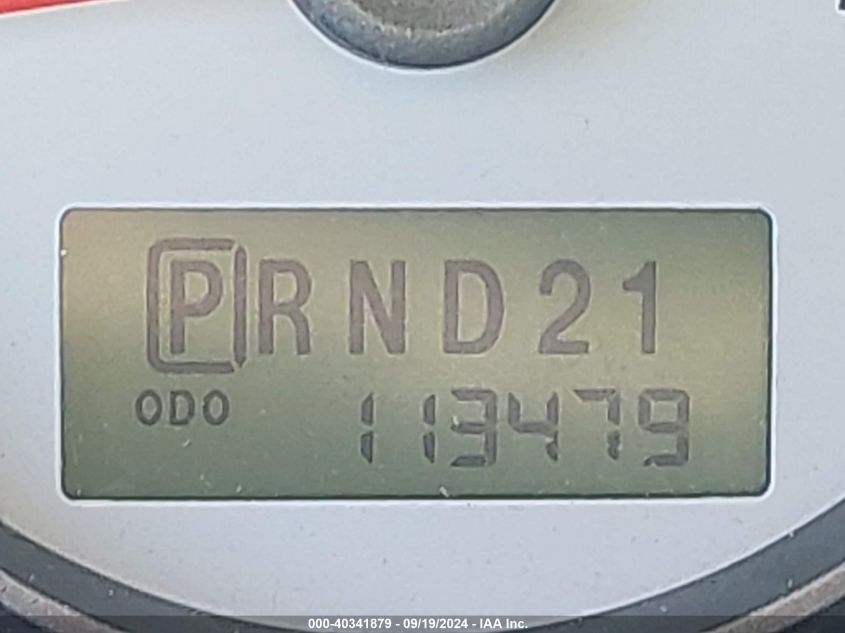 PRND21
ODO 113479
000-40341879 - 09/19/2024 - IAA Inc.